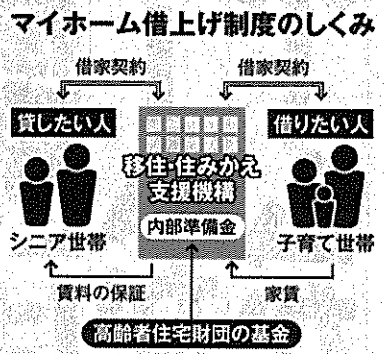 マイホーム借上げ制度のしくみ
借家契約
借家契約
貸したい人
借りたい人
移住・住みかえ
支援機構
内部準備金
シニア世帯
子育て世帯
賃料の保証
家賃
高齢者住宅財団の基金